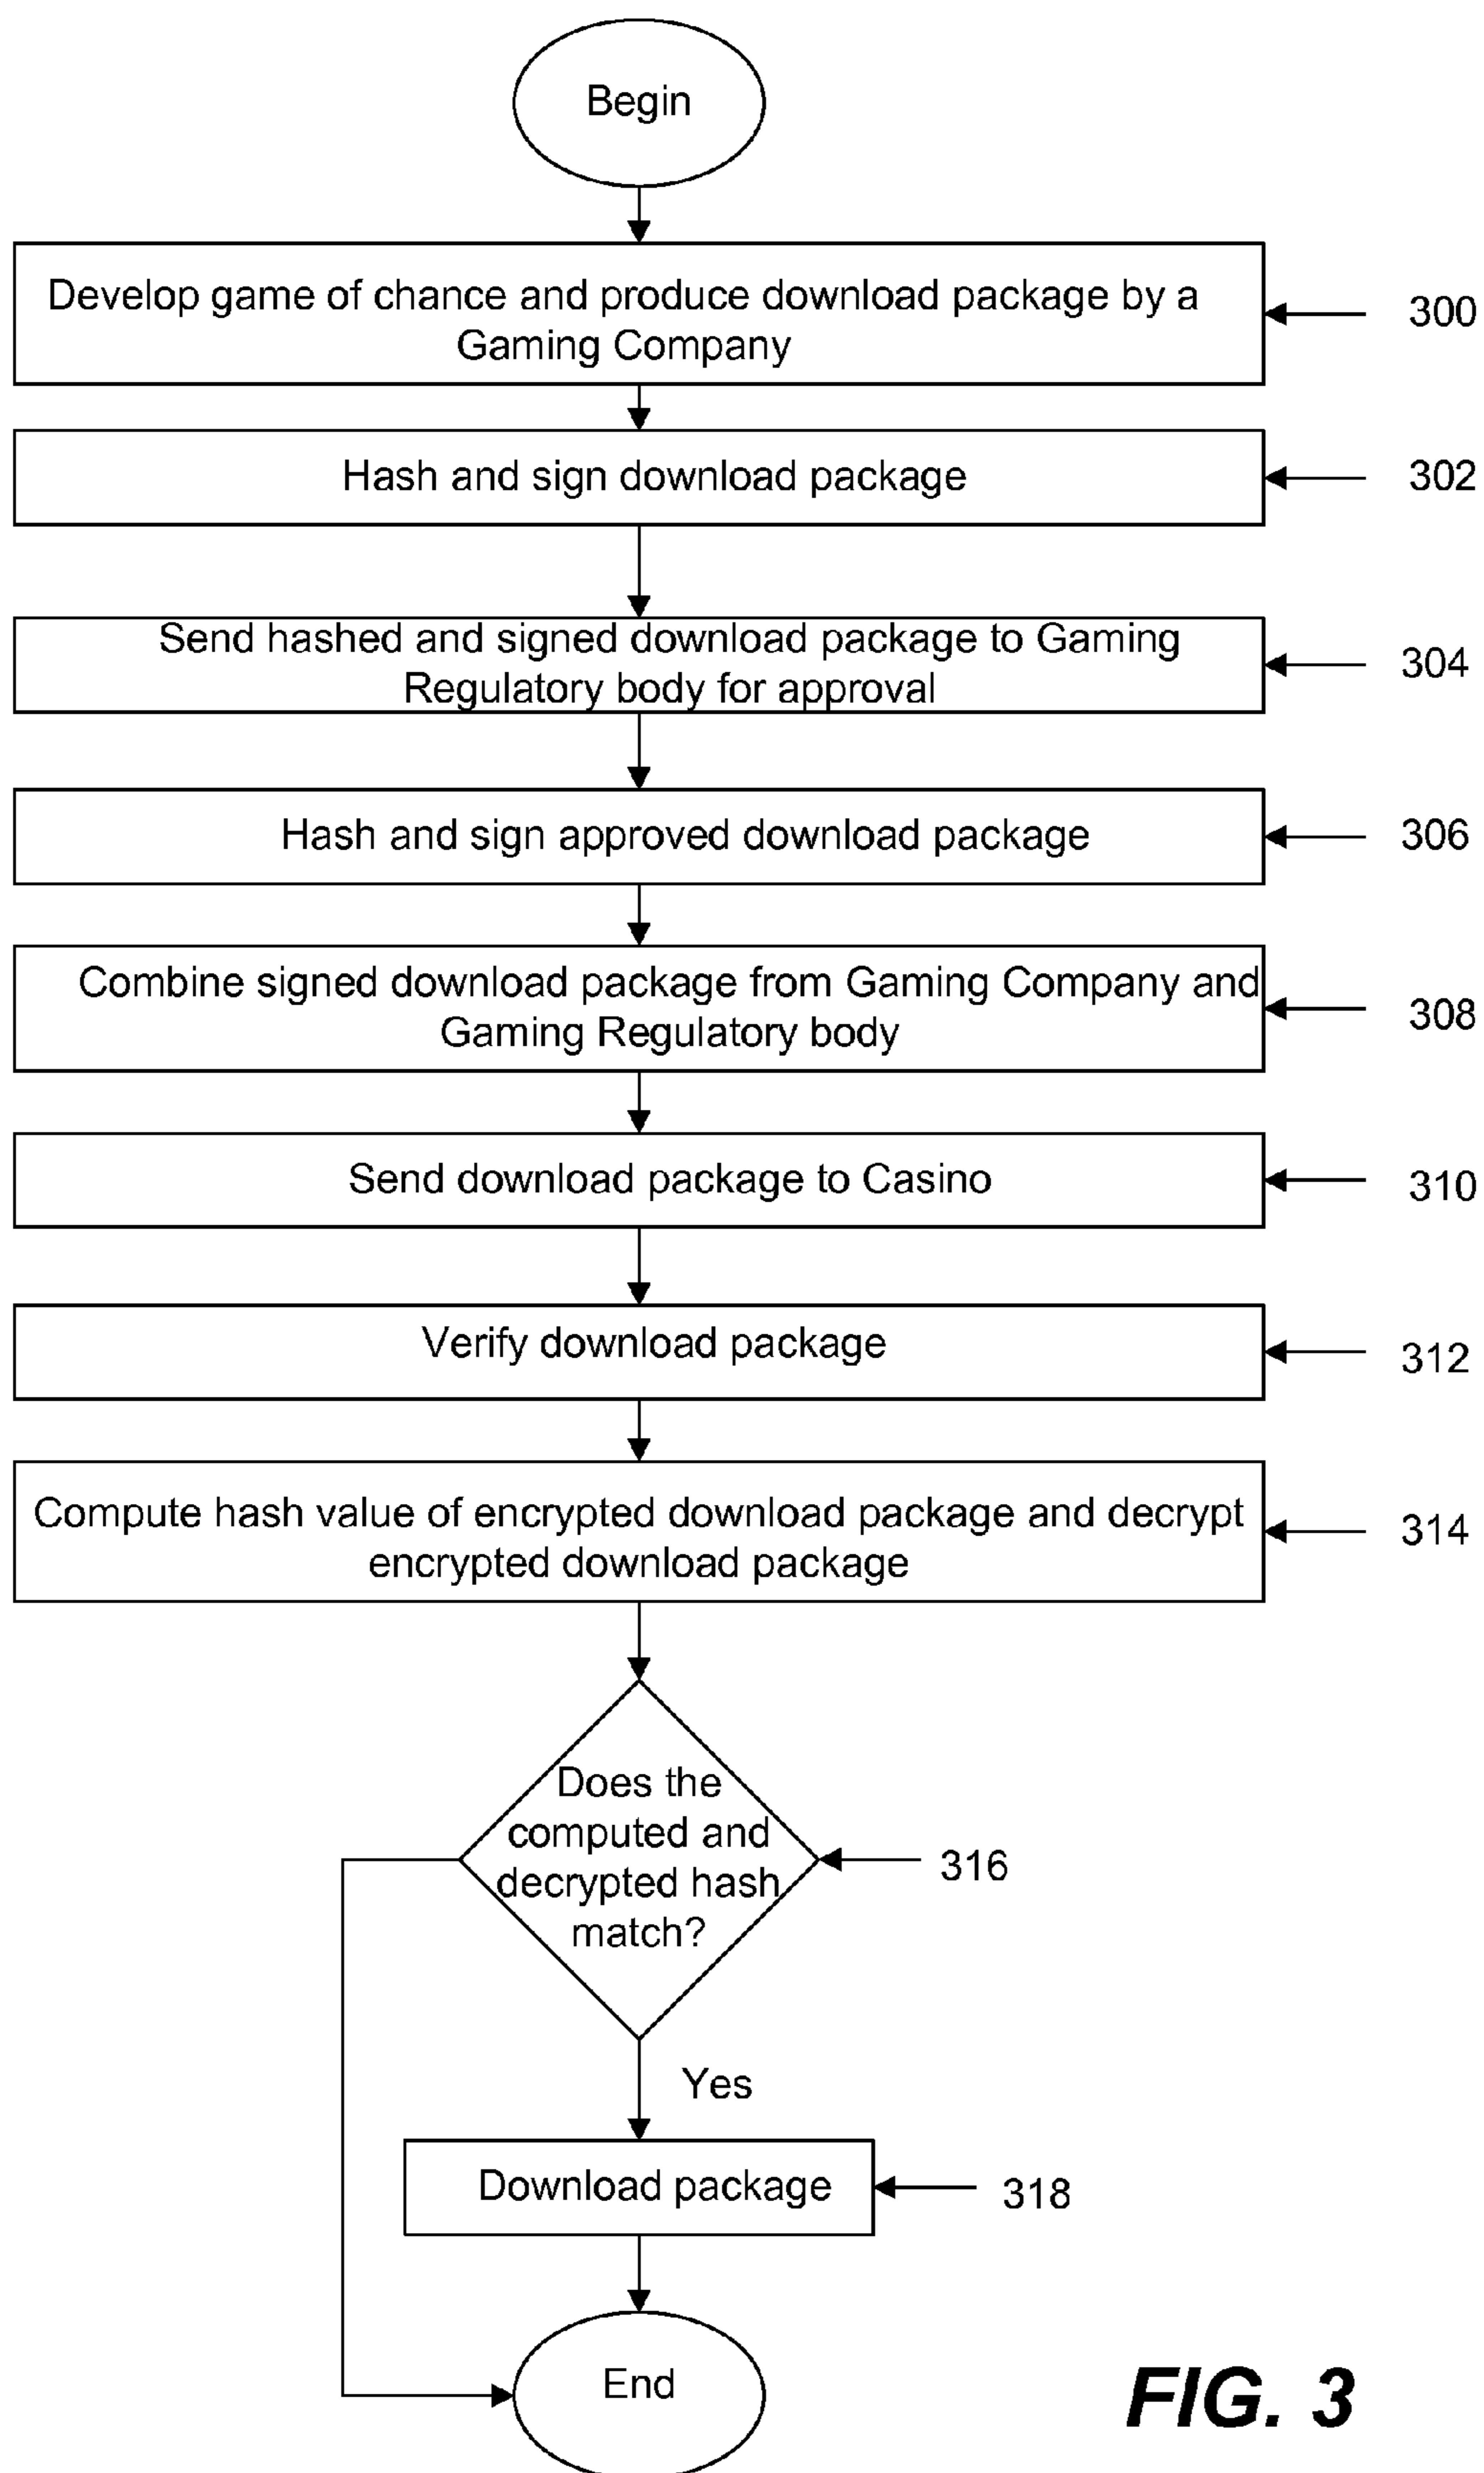 Begin
Develop game of chance and produce download package by a
Gaming Company
300
Hash and sign download package
302
Send hashed and signed download package to Gaming
Regulatory body for approval
304
Hash and sign approved download package
306
Combine signed download package from Gaming Company and
Gaming Regulatory body
308
Send download package to Casino
310
Verify download package
312
Compute hash value of encrypted download package and decrypt
encrypted download package
314
Does the
computed and
decrypted hash
match?
316
Yes
Download package
318
End
FIG. 3